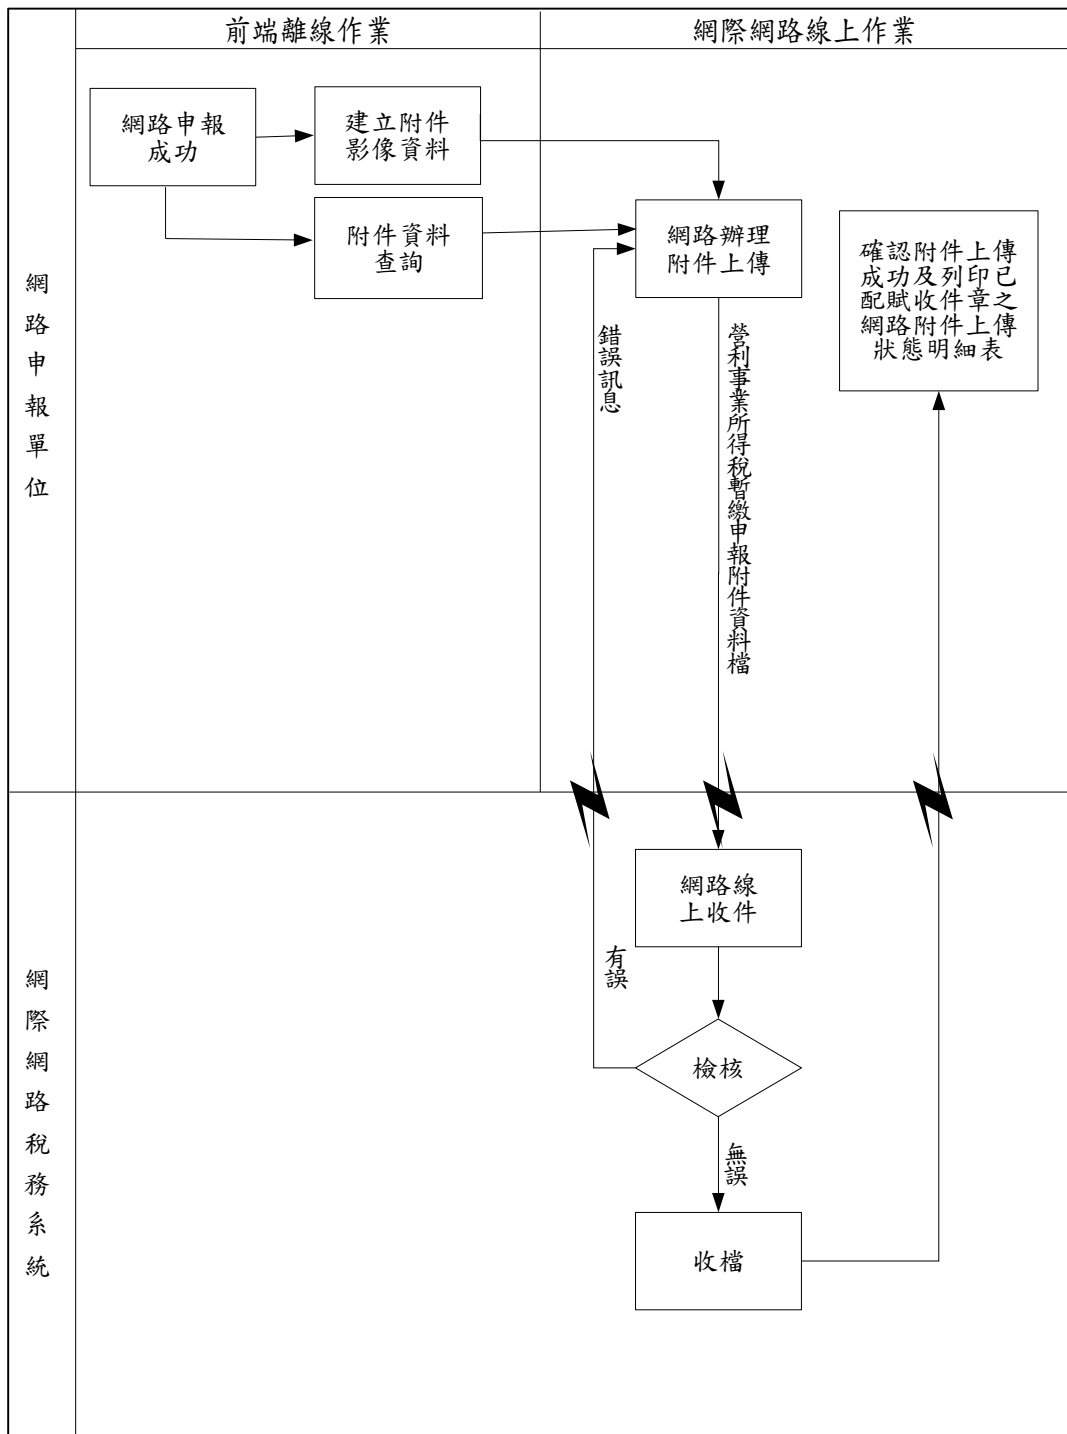 前端離線作業
網際網路線上作業
網路申報單位
網路申報
成功
建立附件
影像資料
附件資料
查詢
網路辦理
附件上傳
確認附件上傳
成功及列印已
配賦收件章之
網路附件上傳
狀態明細表
錯誤訊息
營利事業所得稅暫繳申報附件資料檔
網際網路稅務系統
網路線
上收件
有誤
檢核
無誤
收檔